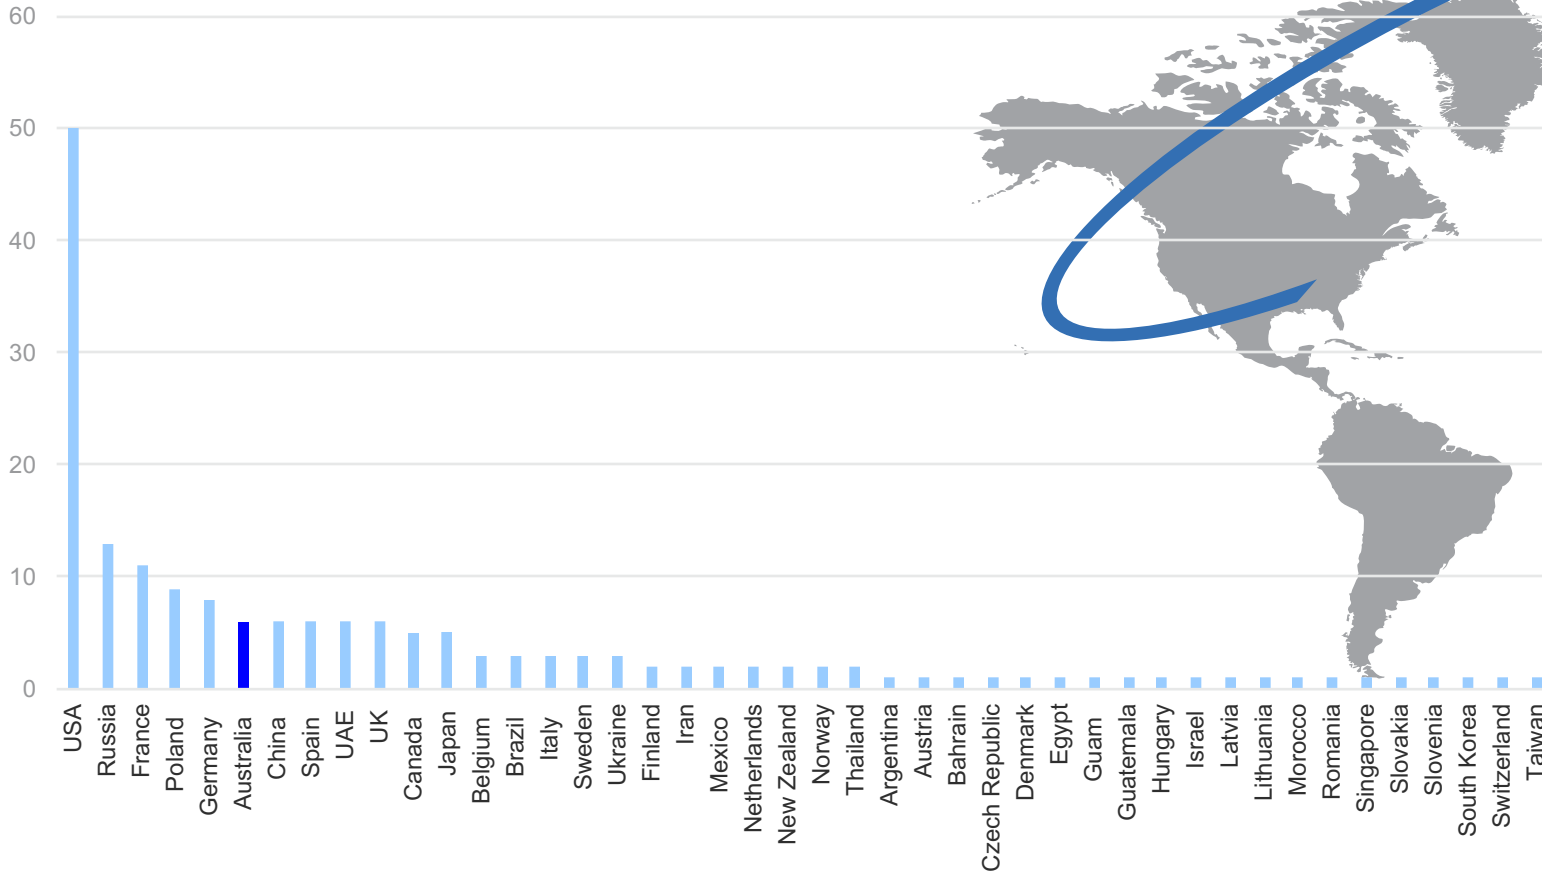 60
50
40
30
20
10
0
USA
Russia
France
Poland
Germany
Australia
China
Spain
UAE
UK
Canada
Japan
Belgium
Brazil
Italy
Sweden
Ukraine
Finland
Iran
Mexico
Netherlands
New Zealand
Norway
Thailand
Argentina
Austria
Bahrain
Czech Republic
Denmark
Egypt
Guam
Guatemala
Hungary
Israel
Latvia
Lithuania
Morocco
Romania
Singapore
Slovakia
Slovenia
South Korea
Switzerland
Taiwan